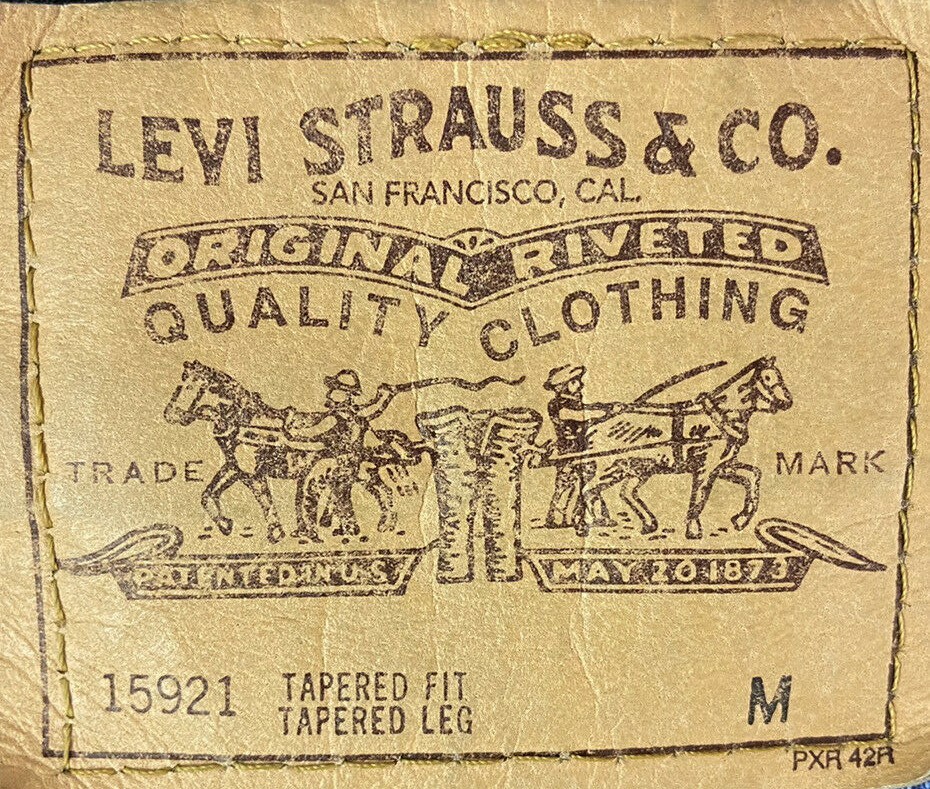 LEVI STRAUSS & CO.
SAN FRANCISCO, CAL.
ORIGINAL RIVETED
QUALITY CLOTHING
TRADE MARK
PATENTED IN U.S. MAY 20 1873
15921 TAPERED FIT M
TAPERED LEG
PXR 42R